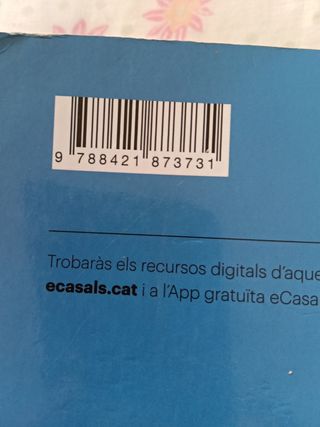 9 788421 873731
Trobaràs els recursos digitals d'aque
ecasals.cat i a l'App gratuïta eCasa